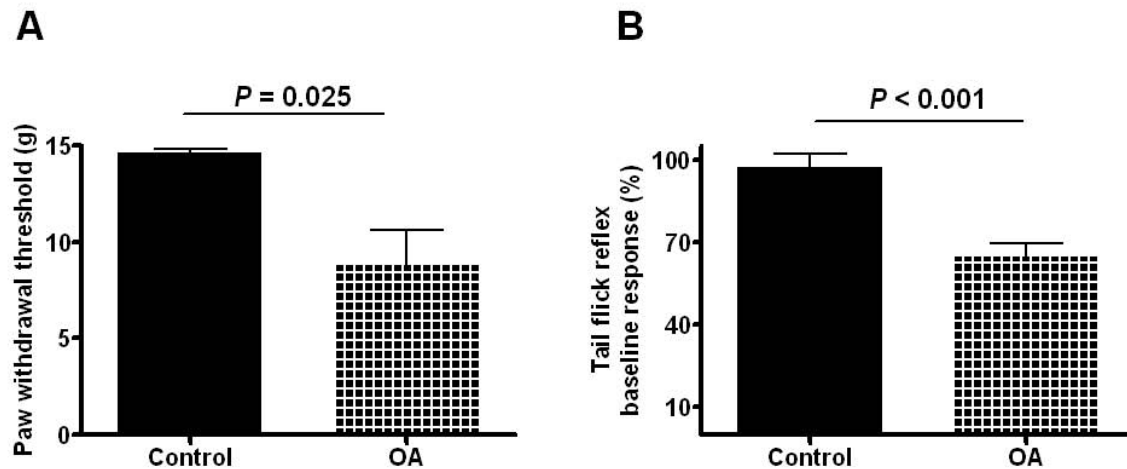 A
P = 0.025
Paw withdrawal threshold (g)
15
10
5
0
Control
OA
B
P < 0.001
Tail flick reflex
baseline response (%)
100
70
40
10
Control
OA